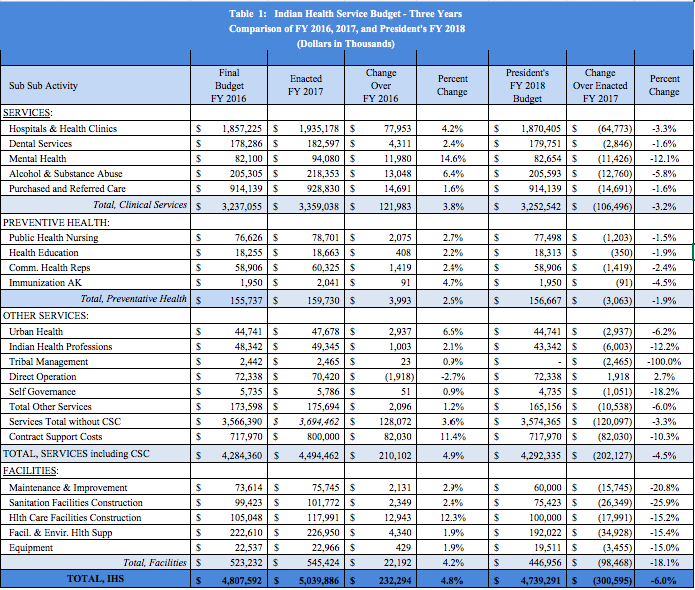 Table 1: Indian Health Service Budget - Three Years
Comparison of FY 2016, 2017, and President's FY 2018
(Dollars in Thousands)
Sub Sub Activity Final Budget FY 2016 Enacted FY 2017 Change Over FY 2016 Percent Change President's FY 2018 Budget Change Over Enacted FY 2017 Percent Change
SERVICES:
Hospitals & Health Clinics $ 1,857,225 $ 1,935,178 $ 77,953 4.2% $ 1,870,405 $ (64,773) -3.3%
Dental Services $ 178,286 $ 182,597 $ 4,311 2.4% $ 179,751 $ (2,846) -1.6%
Mental Health $ 82,100 $ 94,080 $ 11,980 14.6% $ 82,654 $ (11,426) -12.1%
Alcohol & Substance Abuse $ 205,305 $ 218,353 $ 13,048 6.4% $ 205,593 $ (12,760) -5.8%
Purchased and Referred Care $ 914,139 $ 928,830 $ 14,691 1.6% $ 914,139 $ (14,691) -1.6%
Total, Clinical Services $ 3,237,055 $ 3,359,038 $ 121,983 3.8% $ 3,252,542 $ (106,496) -3.2%
PREVENTIVE HEALTH:
Public Health Nursing $ 76,626 $ 78,701 $ 2,075 2.7% $ 77,498 $ (1,203) -1.5%
Health Education $ 18,255 $ 18,663 $ 408 2.2% $ 18,313 $ (350) -1.9%
Comm. Health Reps $ 58,906 $ 60,325 $ 1,419 2.4% $ 58,906 $ (1,419) -2.4%
Immunization AK $ 1,950 $ 2,041 $ 91 4.7% $ 1,950 $ (91) -4.5%
Total, Preventative Health $ 155,737 $ 159,730 $ 3,993 2.6% $ 156,667 $ (3,063) -1.9%
OTHER SERVICES:
Urban Health $ 44,741 $ 47,678 $ 2,937 6.5% $ 44,741 $ (2,937) -6.2%
Indian Health Professions $ 48,342 $ 49,345 $ 1,003 2.1% $ 43,342 $ (6,003) -12.2%
Tribal Management $ 2,442 $ 2,465 $ 23 0.9% $ - $ (2,465) -100.0%
Direct Operation $ 72,338 $ 70,420 $ (1,918) -2.7% $ 72,338 $ 1,918 2.7%
Self Governance $ 5,735 $ 5,786 $ 51 0.9% $ 4,735 $ (1,051) -18.2%
Total Other Services $ 173,598 $ 175,694 $ 2,096 1.2% $ 165,156 $ (10,538) -6.0%
Services Total without CSC $ 3,566,390 $ 3,694,462 $ 128,072 3.6% $ 3,574,365 $ (120,097) -3.3%
Contract Support Costs $ 717,970 $ 800,000 $ 82,030 11.4% $ 717,970 $ (82,030) -10.3%
TOTAL, SERVICES including CSC $ 4,284,360 $ 4,494,462 $ 210,102 4.9% $ 4,292,335 $ (202,127) -4.5%
FACILITIES:
Maintenance & Improvement $ 73,614 $ 75,745 $ 2,131 2.9% $ 60,000 $ (15,745) -20.8%
Sanitation Facilities Construction $ 99,423 $ 101,772 $ 2,349 2.4% $ 75,423 $ (26,349) -25.9%
Hlth Care Facilities Construction $ 105,048 $ 117,991 $ 12,943 12.3% $ 100,000 $ (17,991) -15.2%
Facil. & Envir. Hlth Supp $ 222,610 $ 226,950 $ 4,340 1.9% $ 192,022 $ (34,928) -15.4%
Equipment $ 22,537 $ 22,966 $ 429 1.9% $ 19,511 $ (3,455) -15.0%
Total, Facilities $ 523,232 $ 545,424 $ 22,192 4.2% $ 446,956 $ (98,468) -18.1%
TOTAL, IHS $ 4,807,592 $ 5,039,886 $ 232,294 4.8% $ 4,739,291 $ (300,595) -6.0%